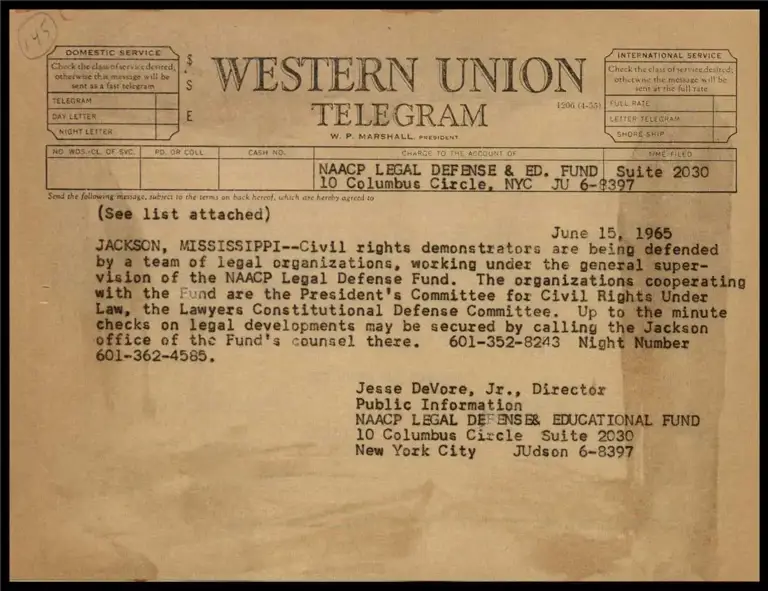 145
DOMESTIC SERVICE
Check the class of service desired,
otherwise this message will be
sent as a fast telegram
TELEGRAM
DAY LETTER
NIGHT LETTER
$
S
E
WESTERN UNION
TELEGRAM
W. P. MARSHALL, PRESIDENT
1206 (4-55)
INTERNATIONAL SERVICE
Check the class of service desired;
otherwise the message will be
sent at the full rate
FULL RATE
LETTER TELEGRAM
SHORE-SHIP
NO. WDS.-CL. OF SVC.
PD. OR COLL.
CASH NO.
CHARGE TO THE ACCOUNT OF
TIME FILED
NAACP LEGAL DEFENSE & ED. FUND Suite 2030
10 Columbus Circle, NYC JU 6-8397
Send the following message, subject to the terms on back hereof, which are hereby agreed to
(See list attached)
June 15, 1965
JACKSON, MISSISSIPPI--Civil rights demonstrators are being defended
by a team of legal organizations, working under the general super-
vision of the NAACP Legal Defense Fund. The organizations cooperating
with the Fund are the President's Committee for Civil Rights Under
Law, the Lawyers Constitutional Defense Committee. Up to the minute
checks on legal developments may be secured by calling the Jackson
office of the Fund's counsel there. 601-352-8243 Night Number
601-362-4585.
Jesse DeVore, Jr., Director
Public Information
NAACP LEGAL DEFENSE& EDUCATIONAL FUND
10 Columbus Circle Suite 2030
New York City JUdson 6-8397